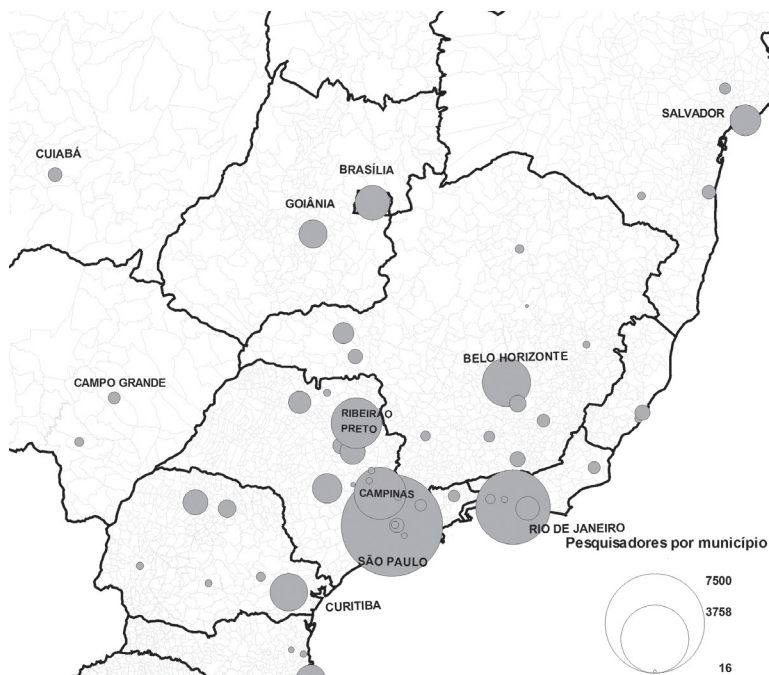 SALVADOR
CUIABÁ
BRASÍLIA
GOIÂNIA
BELO HORIZONTE
CAMPO GRANDE
RIBEIRÃO
PRETO
CAMPINAS
RIO DE JANEIRO
SÃO PAULO
CURITIBA
Pesquisadores por município
7500
3758
16